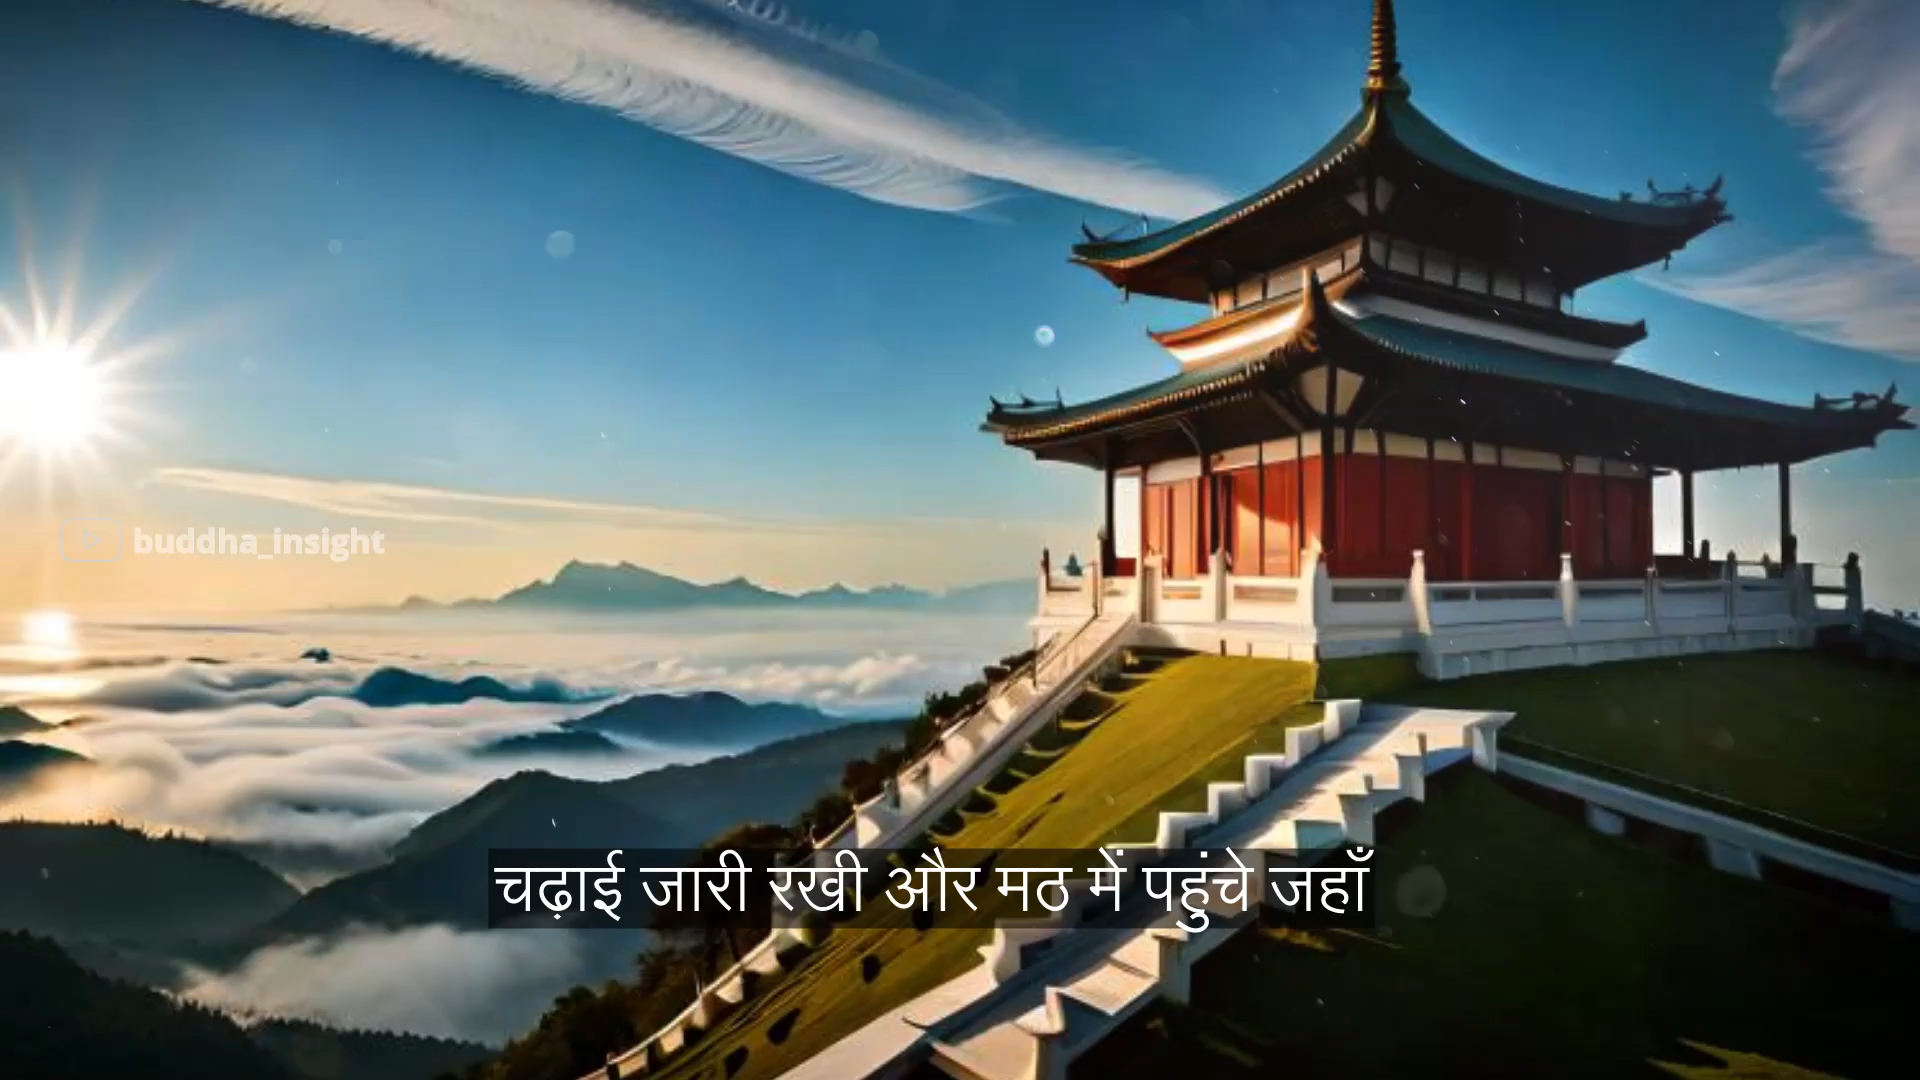 buddha_insight
चढ़ाई जारी रखी और मठ में पहुंचे जहाँ